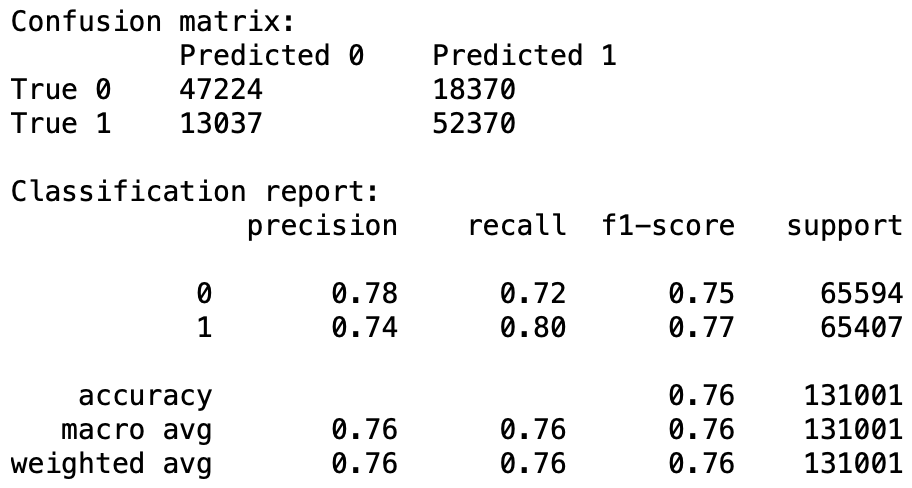 Confusion matrix:
Predicted 0 Predicted 1
True 0 47224 18370
True 1 13037 52370
Classification report:
precision recall f1-score support
0 0.78 0.72 0.75 65594
1 0.74 0.80 0.77 65407
accuracy 0.76 131001
macro avg 0.76 0.76 0.76 131001
weighted avg 0.76 0.76 0.76 131001